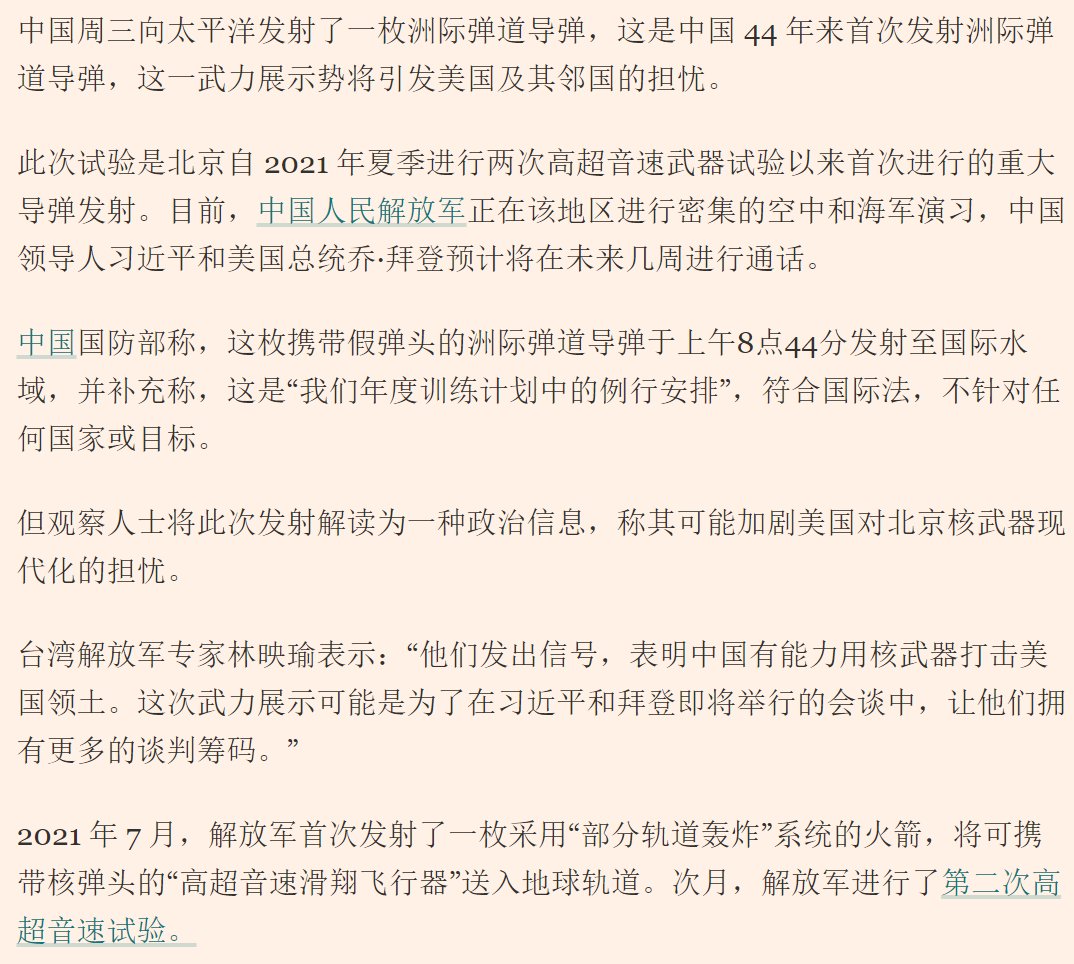 中国周三向太平洋发射了一枚洲际弹道导弹，这是中国 44 年来首次发射洲际弹
道导弹，这一武力展示势将引发美国及其邻国的担忧。
此次试验是北京自 2021 年夏季进行两次高超音速武器试验以来首次进行的重大
导弹发射。目前，中国人民解放军正在该地区进行密集的空中和海军演习，中国
领导人习近平和美国总统乔·拜登预计将在未来几周进行通话。
中国国防部称，这枚携带假弹头的洲际弹道导弹于上午8点44分发射至国际水
域，并补充称，这是“我们年度训练计划中的例行安排”，符合国际法，不针对任
何国家或目标。
但观察人士将此次发射解读为一种政治信息，称其可能加剧美国对北京核武器现
代化的担忧。
台湾解放军专家林映瑜表示：“他们发出信号，表明中国有能力用核武器打击美
国领土。这次武力展示可能是为了在习近平和拜登即将举行的会谈中，让他们拥
有更多的谈判筹码。”
2021 年 7 月，解放军首次发射了一枚采用“部分轨道轰炸”系统的火箭，将可携
带核弹头的“高超音速滑翔飞行器”送入地球轨道。次月，解放军进行了第二次高
超音速试验。